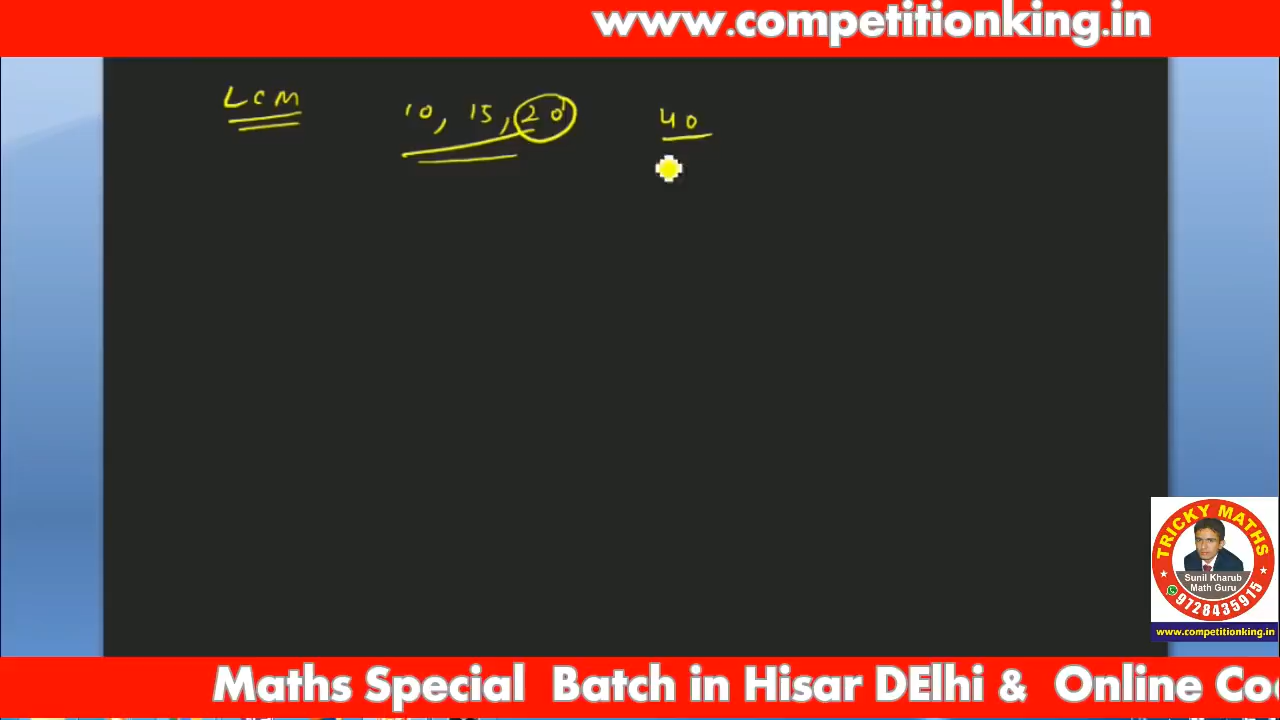 www.competitionking.in
LCM 10, 15, 20 40
TRICKY MATHS
Sunil Kharub
Math Guru
9728435915
www.competitionking.in
Maths Special Batch in Hisar DElhi & Online Co